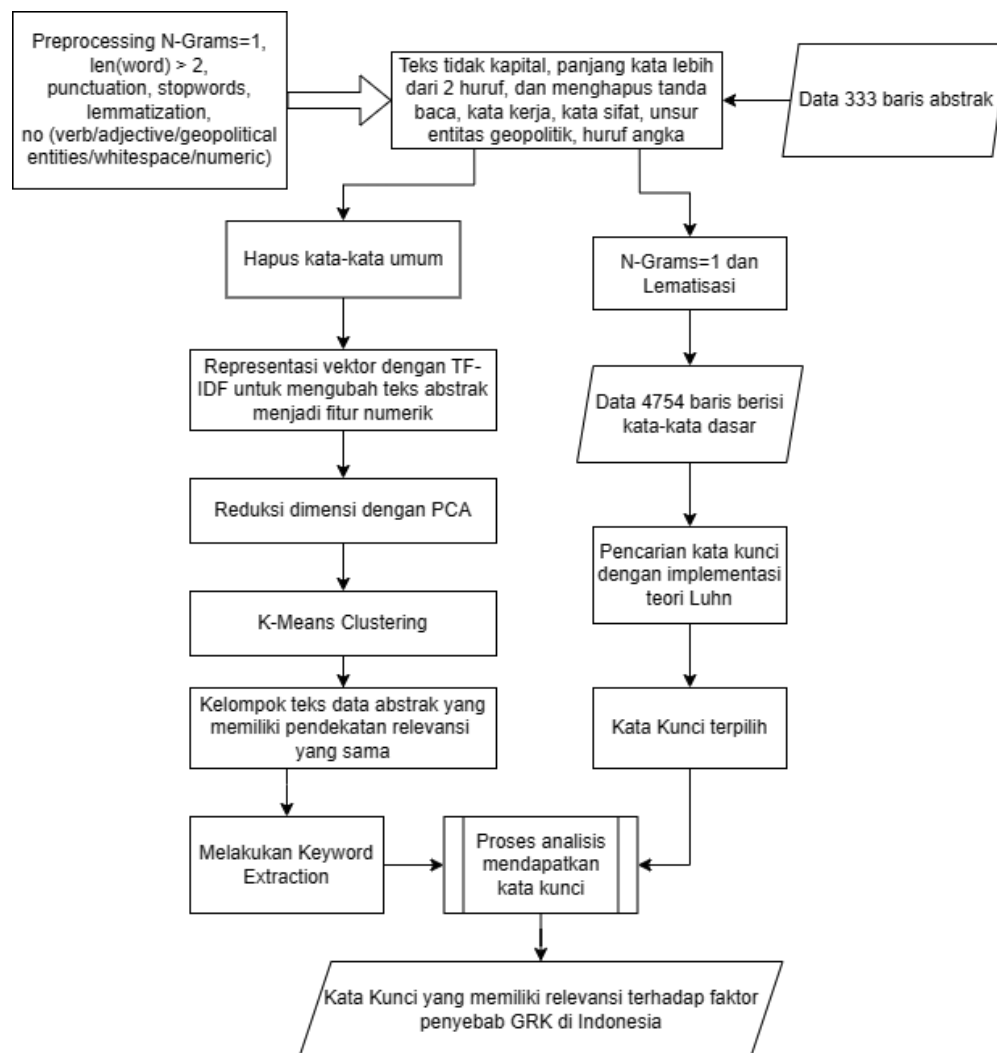 Preprocessing N-Grams=1,
len(word) > 2,
punctuation, stopwords,
lemmatization,
no (verb/adjective/geopolitical
entities/whitespace/numeric)
Teks tidak kapital, panjang kata lebih
dari 2 huruf, dan menghapus tanda
baca, kata kerja, kata sifat, unsur
entitas geopolitik, huruf angka
Data 333 baris abstrak
Hapus kata-kata umum
N-Grams=1 dan
Lematisasi
Representasi vektor dengan TF-
IDF untuk mengubah teks abstrak
menjadi fitur numerik
Data 4754 baris berisi
kata-kata dasar
Reduksi dimensi dengan PCA
Pencarian kata kunci
dengan implementasi
teori Luhn
K-Means Clustering
Kelompok teks data abstrak yang
memiliki pendekatan relevansi
yang sama
Kata Kunci terpilih
Melakukan Keyword
Extraction
Proses analisis
mendapatkan
kata kunci
Kata Kunci yang memiliki relevansi terhadap faktor
penyebab GRK di Indonesia